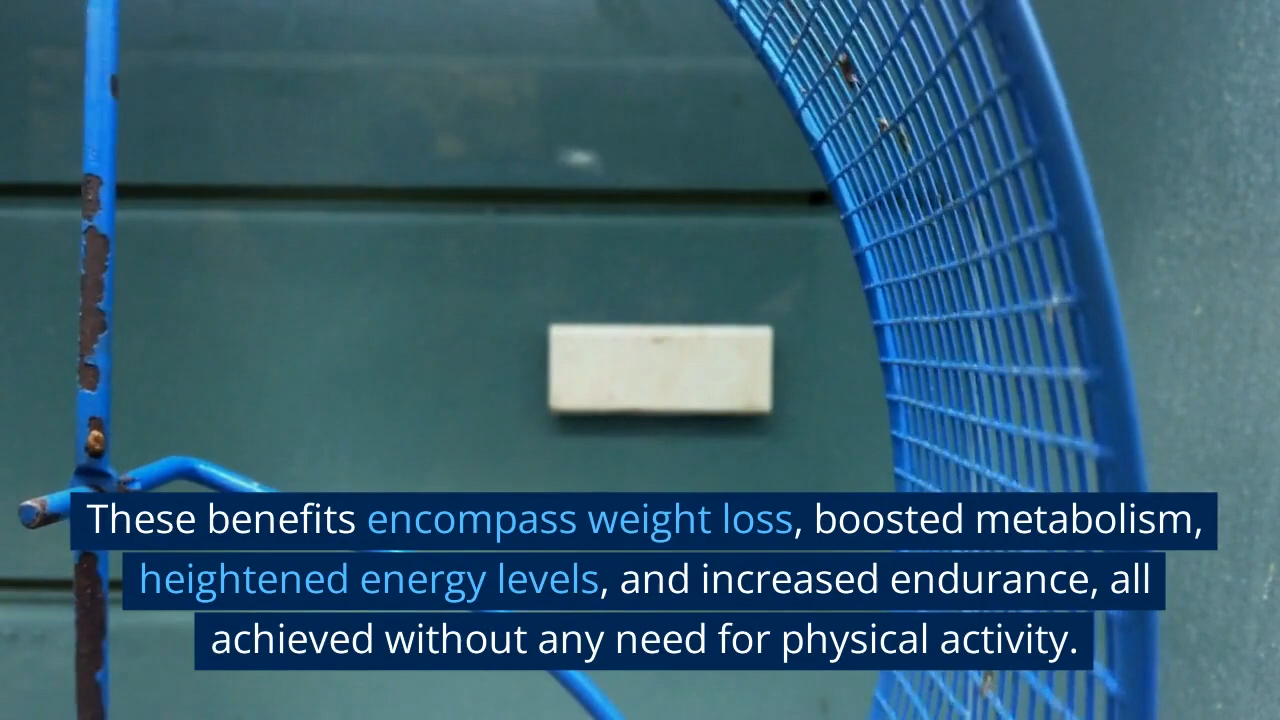 These benefits encompass weight loss, boosted metabolism,
heightened energy levels, and increased endurance, all
achieved without any need for physical activity.